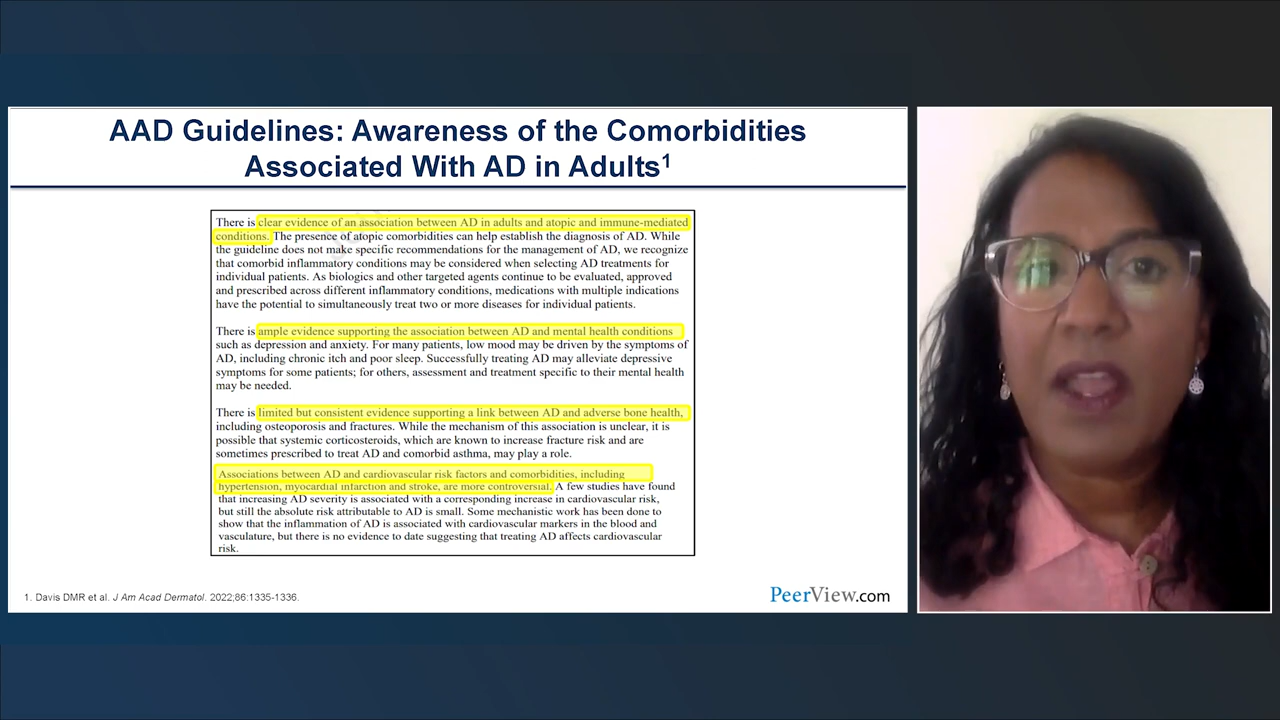 AAD Guidelines: Awareness of the Comorbidities
Associated With AD in Adults1
There is clear evidence of an association between AD in adults and atopic and immune-mediated
conditions. The presence of atopic comorbidities can help establish the diagnosis of AD. While
the guideline does not make specific recommendations for the management of AD, we recognize
that comorbid inflammatory conditions may be considered when selecting AD treatments for
individual patients. As biologics and other targeted agents continue to be evaluated, approved
and prescribed across different inflammatory conditions, medications with multiple indications
have the potential to simultaneously treat two or more diseases for individual patients.
There is ample evidence supporting the association between AD and mental health conditions
such as depression and anxiety. For many patients, low mood may be driven by the symptoms of
AD, including chronic itch and poor sleep. Successfully treating AD may alleviate depressive
symptoms for some patients; for others, assessment and treatment specific to their mental health
may be needed.
There is limited but consistent evidence supporting a link between AD and adverse bone health,
including osteoporosis and fractures. While the mechanism of this association is unclear, it is
possible that systemic corticosteroids, which are known to increase fracture risk and are
sometimes prescribed to treat AD and comorbid asthma, may play a role.
Associations between AD and cardiovascular risk factors and comorbidities, including
hypertension, myocardial infarction and stroke, are more controversial. A few studies have found
that increasing AD severity is associated with a corresponding increase in cardiovascular risk,
but still the absolute risk attributable to AD is small. Some mechanistic work has been done to
show that the inflammation of AD is associated with cardiovascular markers in the blood and
vasculature, but there is no evidence to date suggesting that treating AD affects cardiovascular
risk.
1. Davis DMR et al. J Am Acad Dermatol. 2022;86:1335-1336.
PeerView.com